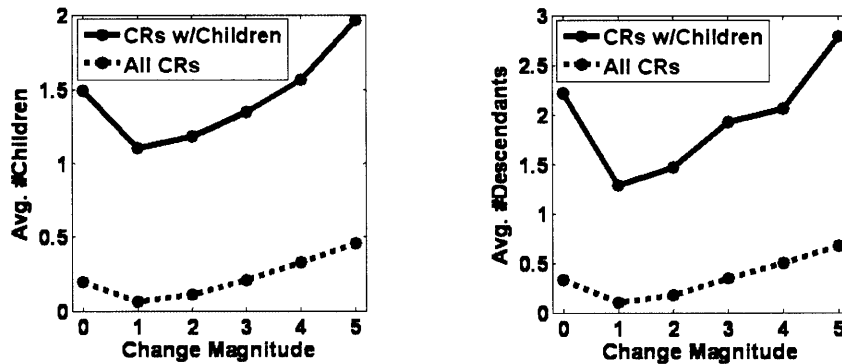 2
1.5
1
0.5
0
Avg. #Children
CRs w/Children
All CRs
0 1 2 3 4 5
Change Magnitude
3
2.5
2
1.5
1
0.5
0
Avg. #Descendants
CRs w/Children
All CRs
0 1 2 3 4 5
Change Magnitude